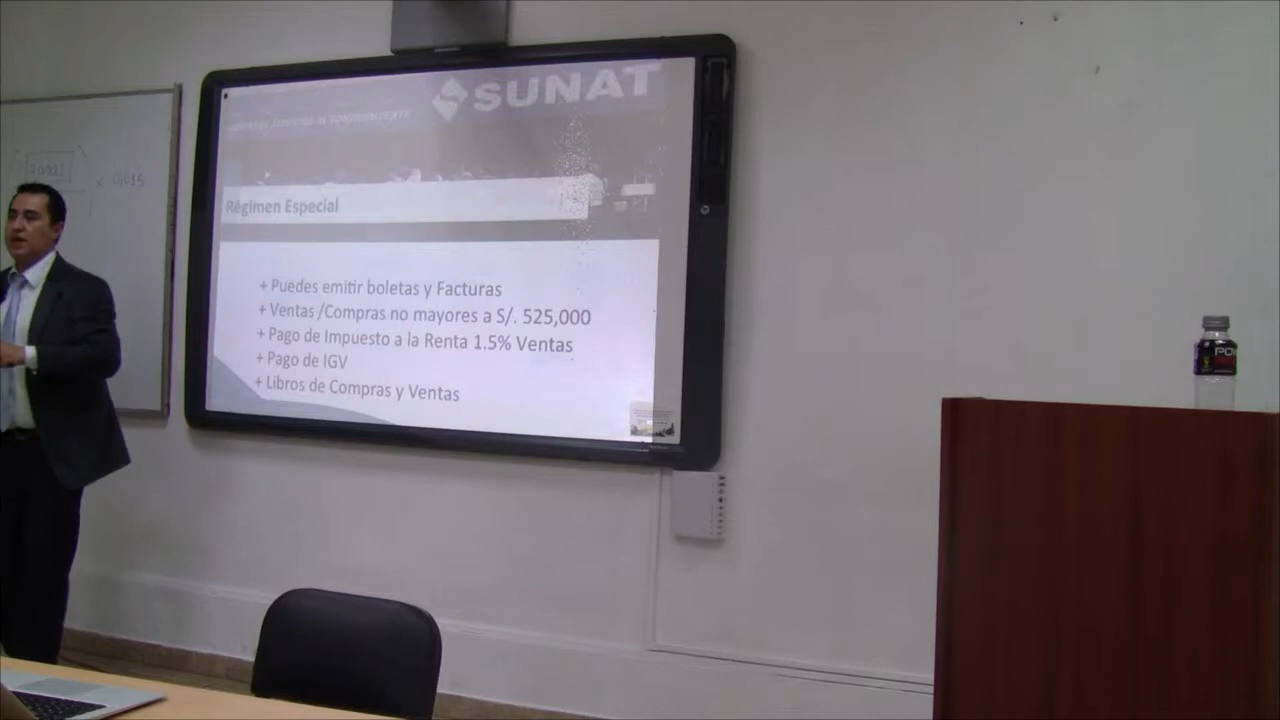 SUNAT
Régimen Especial
+ Puedes emitir boletas y Facturas
+ Ventas /Compras no mayores a S/. 525,000
+ Pago de Impuesto a la Renta 1.5% Ventas
+ Pago de IGV
+ Libros de Compras y Ventas